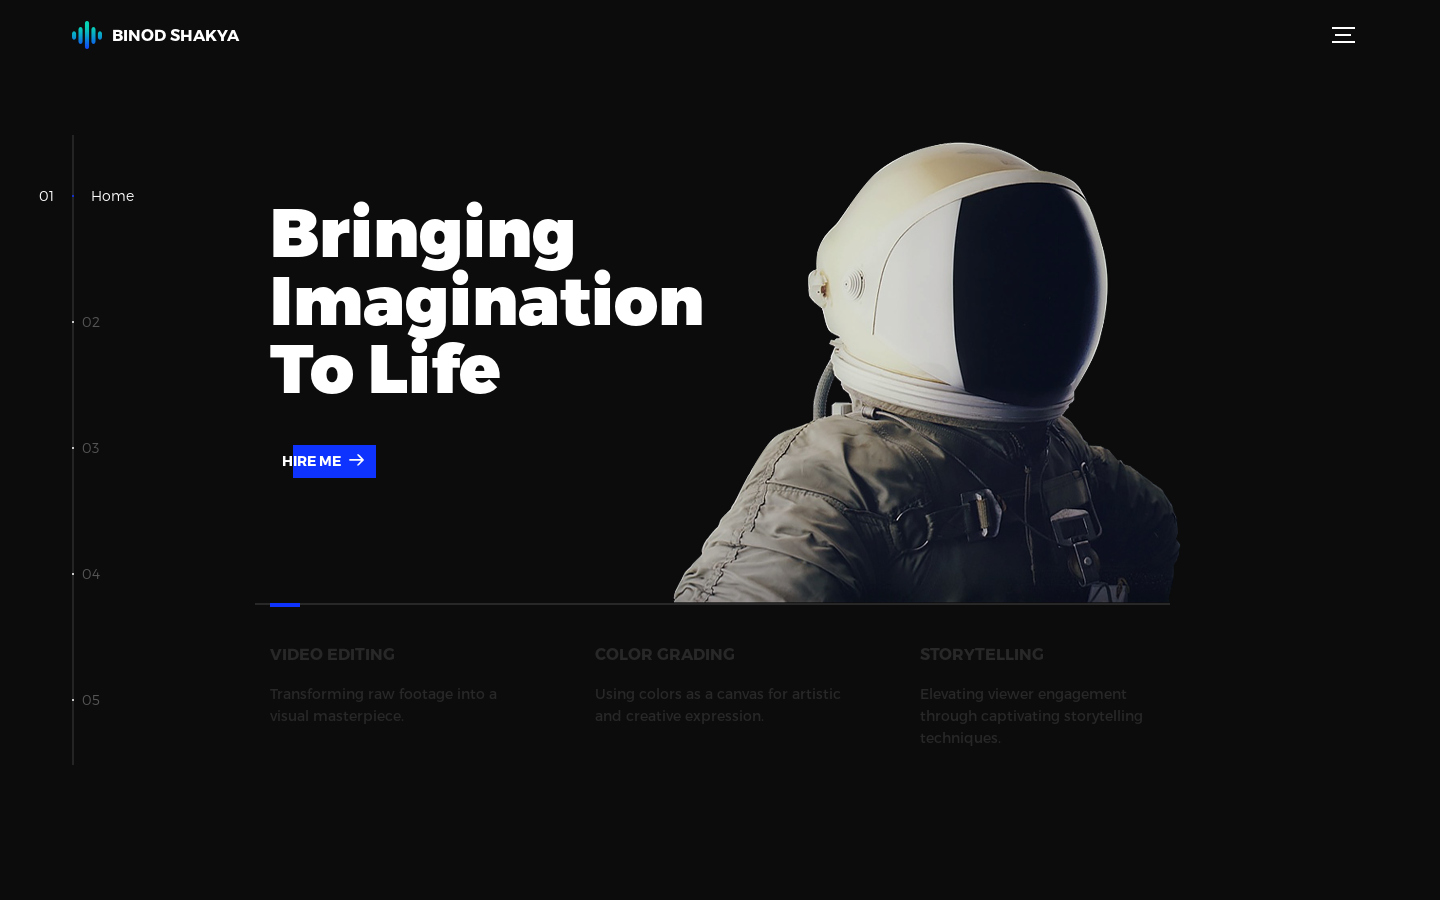 BINOD SHAKYA
01 Home
02
03
04
05
Bringing
Imagination
To Life
HIRE ME
VIDEO EDITING
Transforming raw footage into a
visual masterpiece.
COLOR GRADING
Using colors as a canvas for artistic
and creative expression.
STORYTELLING
Elevating viewer engagement
through captivating storytelling
techniques.